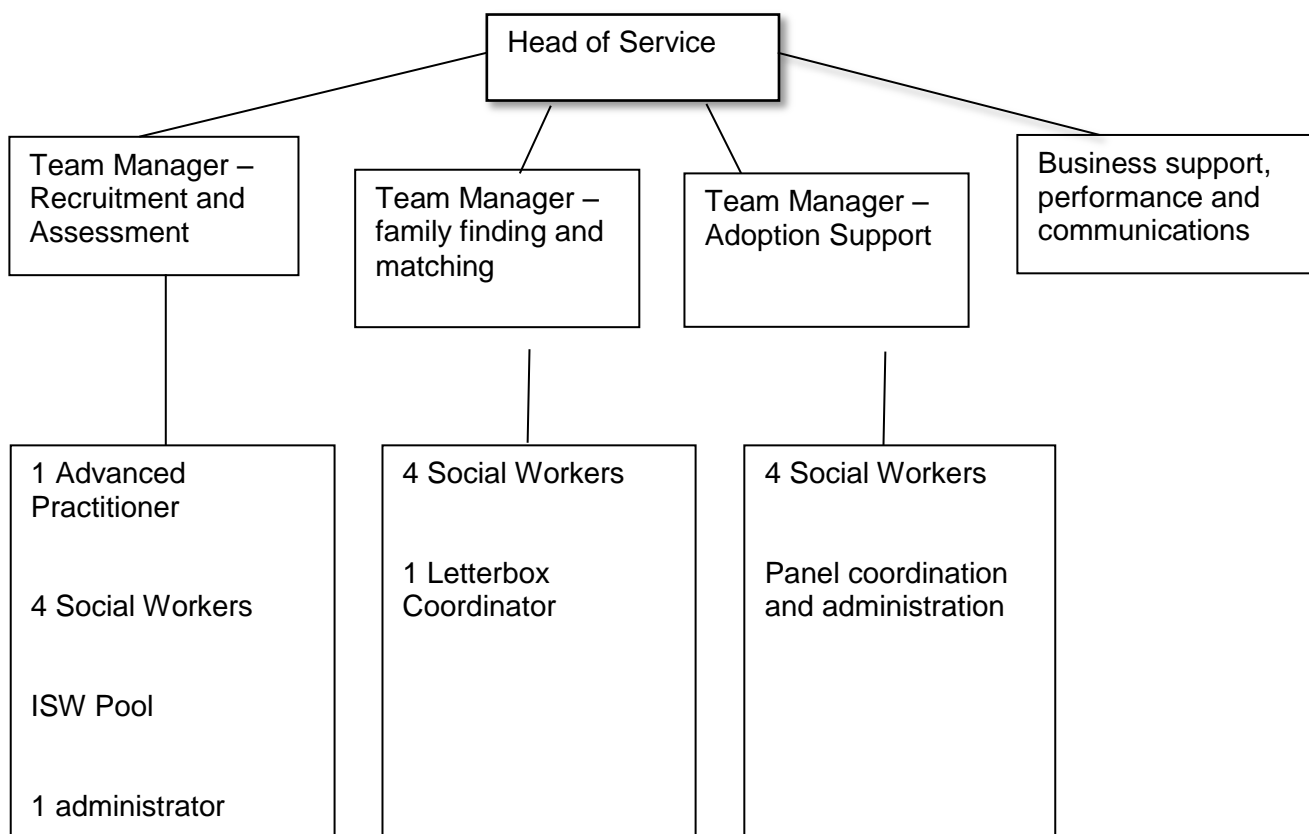 Head of Service
Team Manager –
Recruitment and
Assessment
Team Manager –
family finding and
matching
Team Manager –
Adoption Support
Business support,
performance and
communications
1 Advanced
Practitioner
4 Social Workers
ISW Pool
1 administrator
4 Social Workers
1 Letterbox
Coordinator
4 Social Workers
Panel coordination
and administration